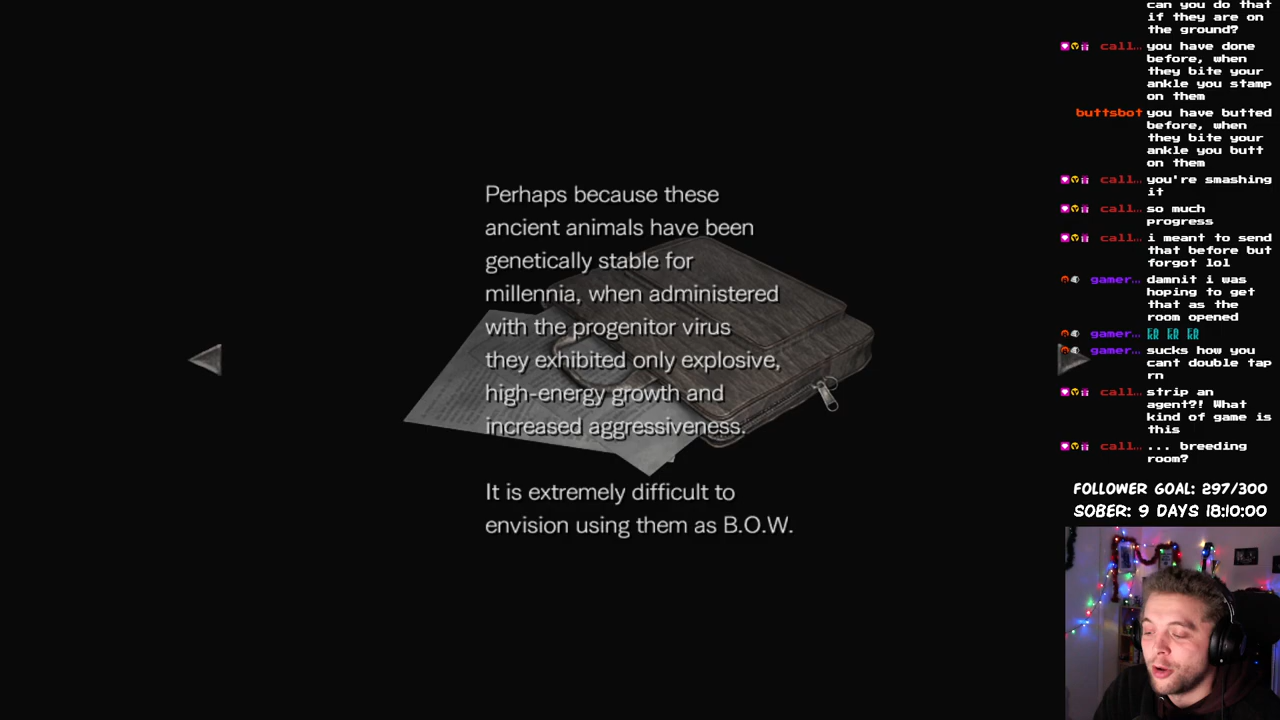 Perhaps because these
ancient animals have been
genetically stable for
millennia, when administered
with the progenitor virus
they exhibited only explosive,
high-energy growth and
increased aggressiveness.
It is extremely difficult to
envision using them as B.O.W.
can you do that
if they are on
the ground?
call... you have done
before, when
they bite your
ankle you stamp
on them
buttsbot you have butted
before, when
they bite your
ankle you butt
on them
call... you're smashing
it
call... so much
progress
call... i meant to send
that before but
forgot lol
gamer... damnit i was
hoping to get
that as the
room opened
gamer...
gamer... sucks how you
cant double tap
rn
call... strip an
agent?! What
kind of game is
this
call... ... breeding
room?
FOLLOWER GOAL: 297/300
SOBER: 9 DAYS 18:10:00